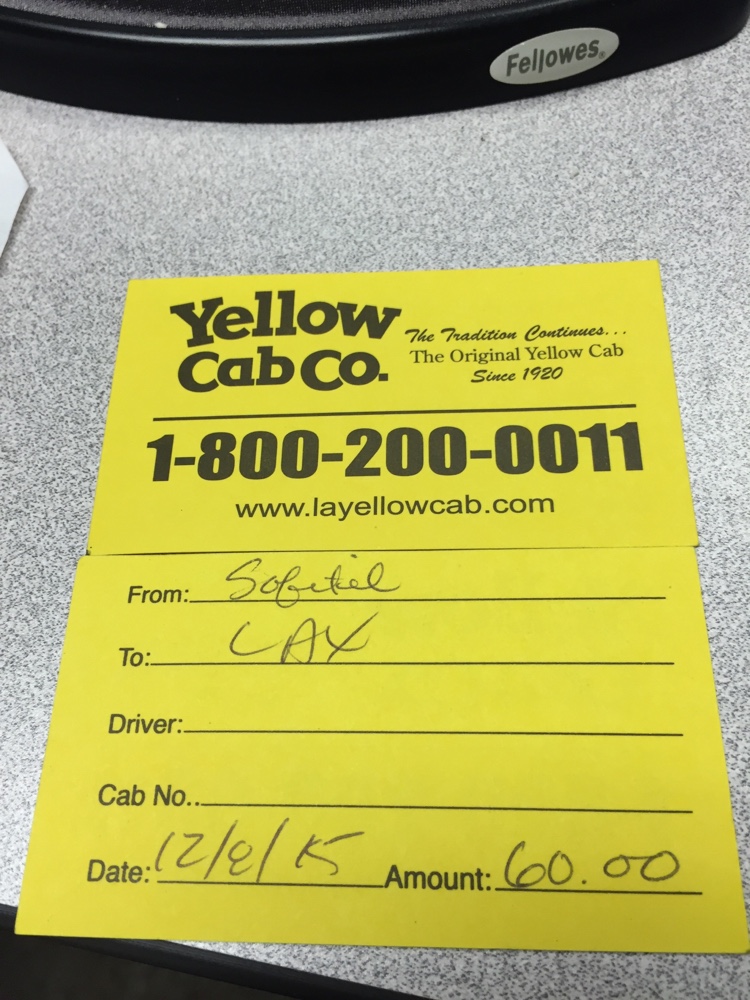 Fellowes®
Yellow Cab Co.
The Tradition Continues...
The Original Yellow Cab
Since 1920
1-800-200-0011
www.layellowcab.com
From: Sofitel
To: LAX
Driver:
Cab No..
Date: 12/8/15 Amount: 60.00